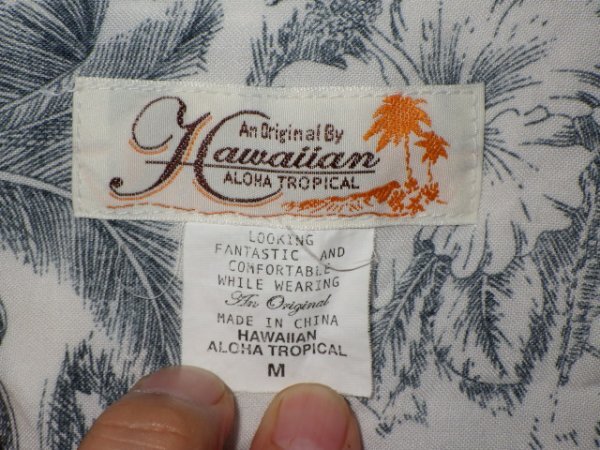 An Original By
Hawaiian
ALOHA TROPICAL
LOOKING
FANTASTIC AND
COMFORTABLE
WHILE WEARING
An Original
MADE IN CHINA
HAWAIIAN
ALOHA TROPICAL
M